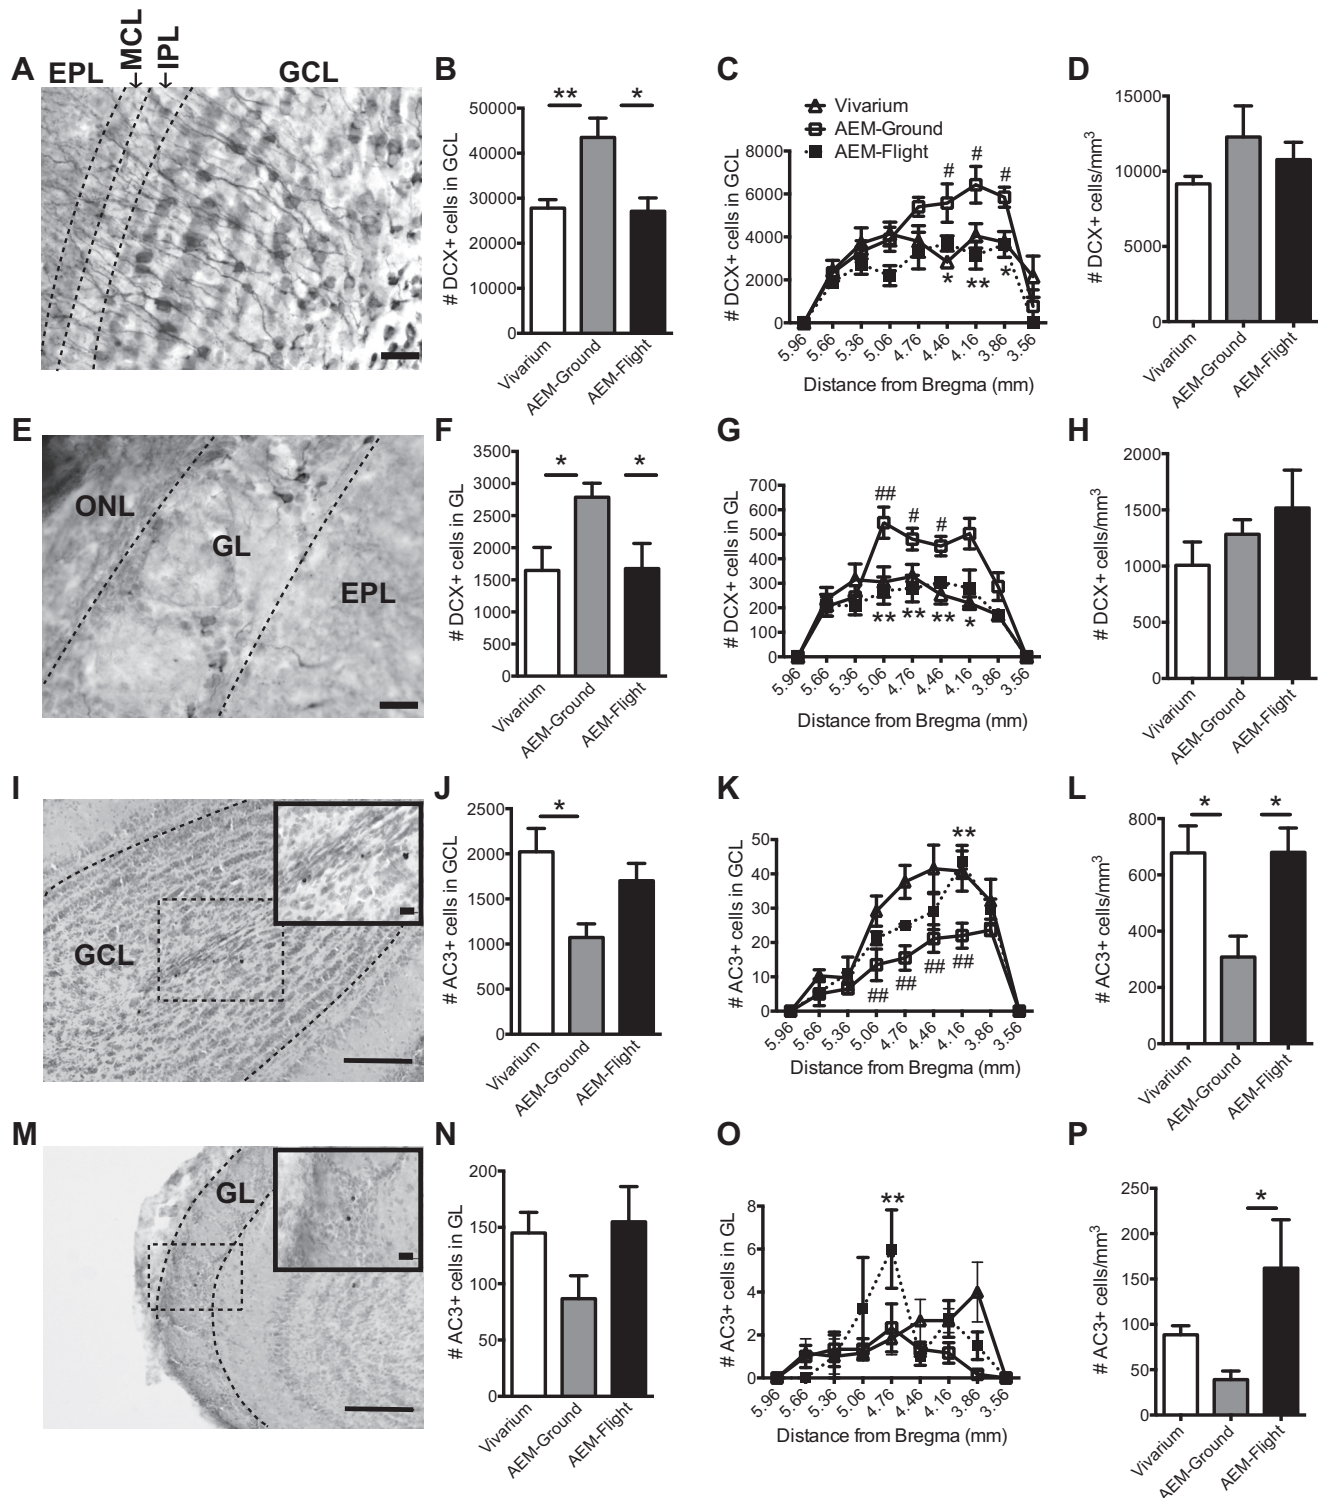 A
EPL
←MCL
←IPL
GCL
B
# DCX+ cells in GCL
50000
40000
30000
20000
10000
0
**
*
Vivarium
AEM-Ground
AEM-Flight
C
Vivarium
AEM-Ground
AEM-Flight
# DCX+ cells in GCL
8000
6000
4000
2000
0
# # #
* ** *
5.96 5.66 5.36 5.06 4.76 4.46 4.16 3.86 3.56
Distance from Bregma (mm)
D
# DCX+ cells/mm³
15000
10000
5000
0
Vivarium
AEM-Ground
AEM-Flight
E
ONL
GL
EPL
F
# DCX+ cells in GL
3500
3000
2500
2000
1500
1000
500
0
*
*
Vivarium
AEM-Ground
AEM-Flight
G
# DCX+ cells in GL
700
600
500
400
300
200
100
0
## # #
** ** ** *
5.96 5.66 5.36 5.06 4.76 4.46 4.16 3.86 3.56
Distance from Bregma (mm)
H
# DCX+ cells/mm³
2000
1500
1000
500
0
Vivarium
AEM-Ground
AEM-Flight
I
GCL
J
# AC3+ cells in GCL
2500
2000
1500
1000
500
0
*
Vivarium
AEM-Ground
AEM-Flight
K
# AC3+ cells in GCL
50
40
30
20
10
0
**
## ## ## ##
5.96 5.66 5.36 5.06 4.76 4.46 4.16 3.86 3.56
Distance from Bregma (mm)
L
# AC3+ cells/mm³
800
600
400
200
0
*
*
Vivarium
AEM-Ground
AEM-Flight
M
GL
N
# AC3+ cells in GL
200
150
100
50
0
Vivarium
AEM-Ground
AEM-Flight
O
# AC3+ cells in GL
8
6
4
2
0
**
5.96 5.66 5.36 5.06 4.76 4.46 4.16 3.86 3.56
Distance from Bregma (mm)
P
# AC3+ cells/mm³
250
200
150
100
50
0
*
Vivarium
AEM-Ground
AEM-Flight